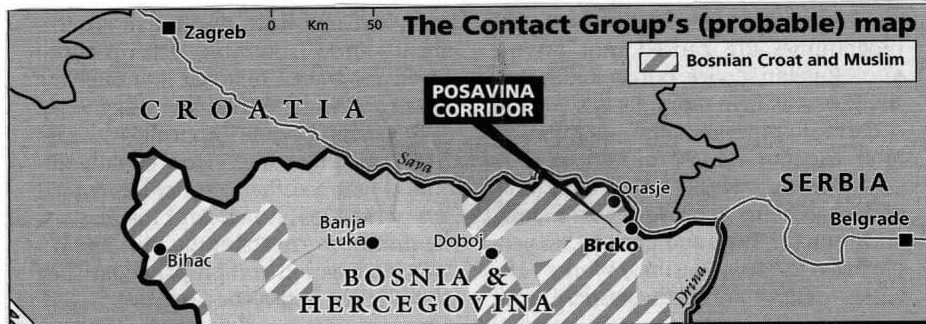 The Contact Group's (probable) map
Zagreb
0 Km 50
Bosnian Croat and Muslim
CROATIA
POSAVINA
CORRIDOR
Sava
Orasje
SERBIA
Belgrade
Banja
Luka
Doboj
Brcko
Bihac
BOSNIA &
HERCEGOVINA
Drina